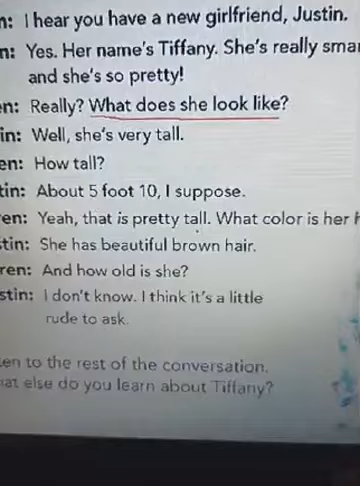 n: I hear you have a new girlfriend, Justin.
n: Yes. Her name's Tiffany. She's really sma
and she's so pretty!
en: Really? What does she look like?
in: Well, she's very tall.
en: How tall?
tin: About 5 foot 10, I suppose.
en: Yeah, that is pretty tall. What color is her h
tin: She has beautiful brown hair.
ren: And how old is she?
stin: I don't know. I think it's a little
rude to ask.
ten to the rest of the conversation.
hat else do you learn about Tiffany?